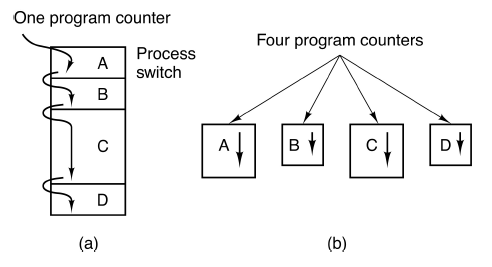 One program counter
Process
switch
A
B
C
D
(a)
Four program counters
A
B
C
D
(b)